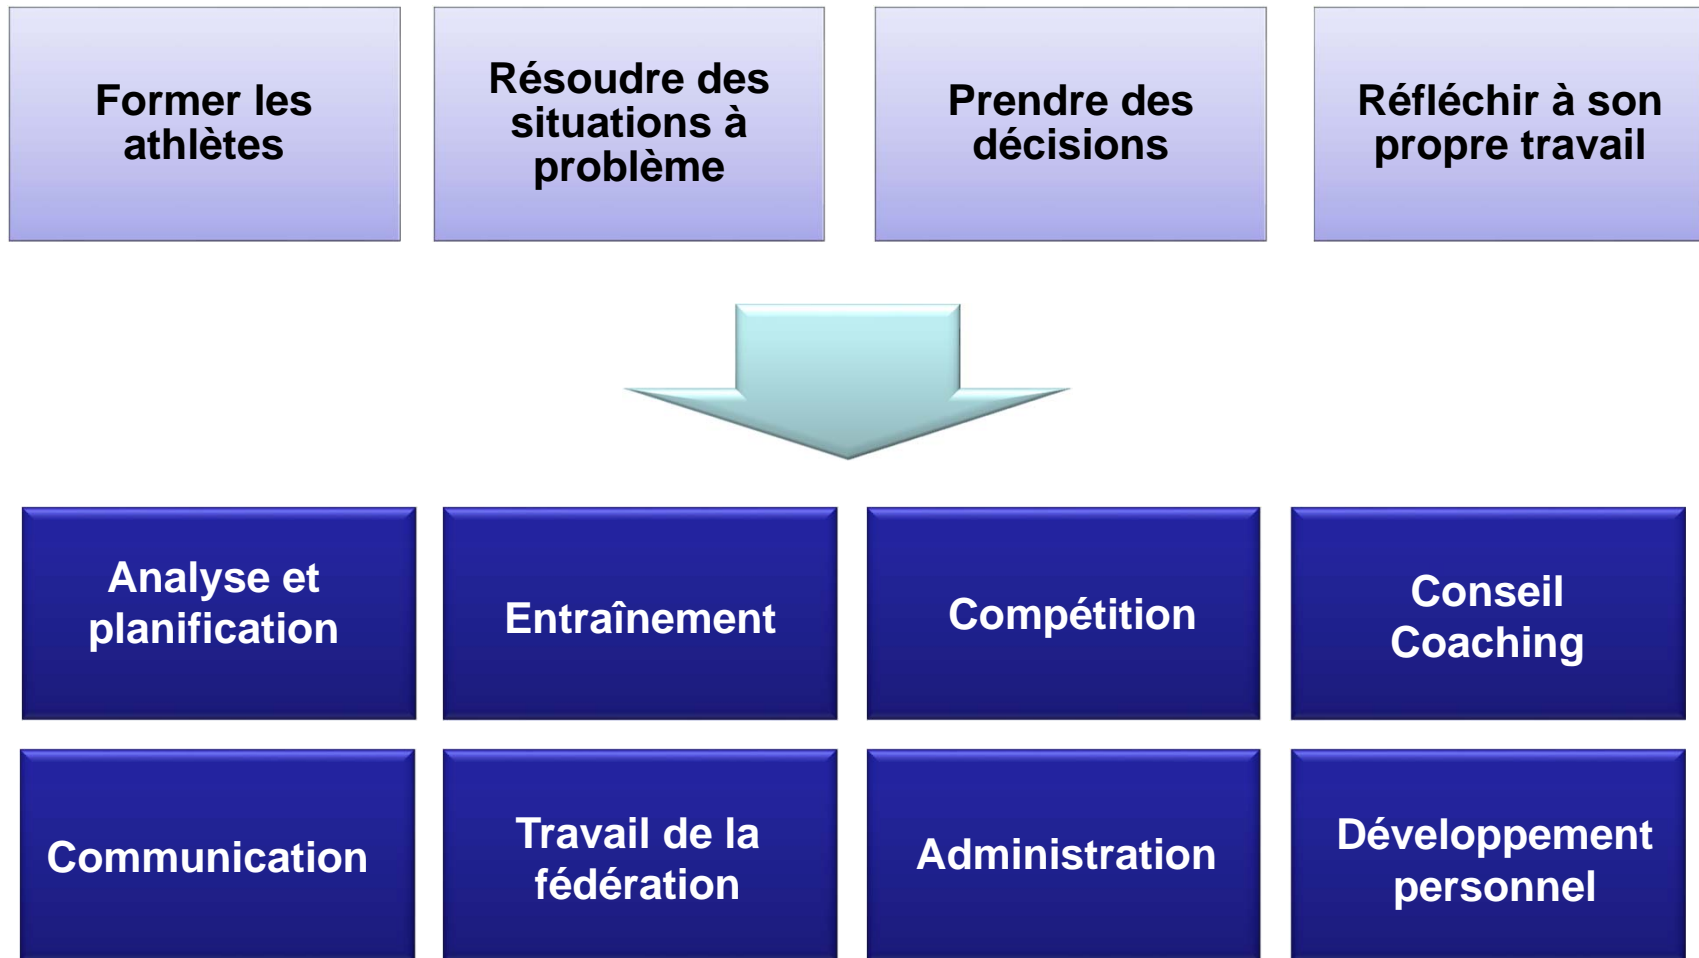 Former les
athlètes
Résoudre des
situations à
problème
Prendre des
décisions
Réfléchir à son
propre travail
Analyse et
planification
Entraînement
Compétition
Conseil
Coaching
Communication
Travail de la
fédération
Administration
Développement
personnel